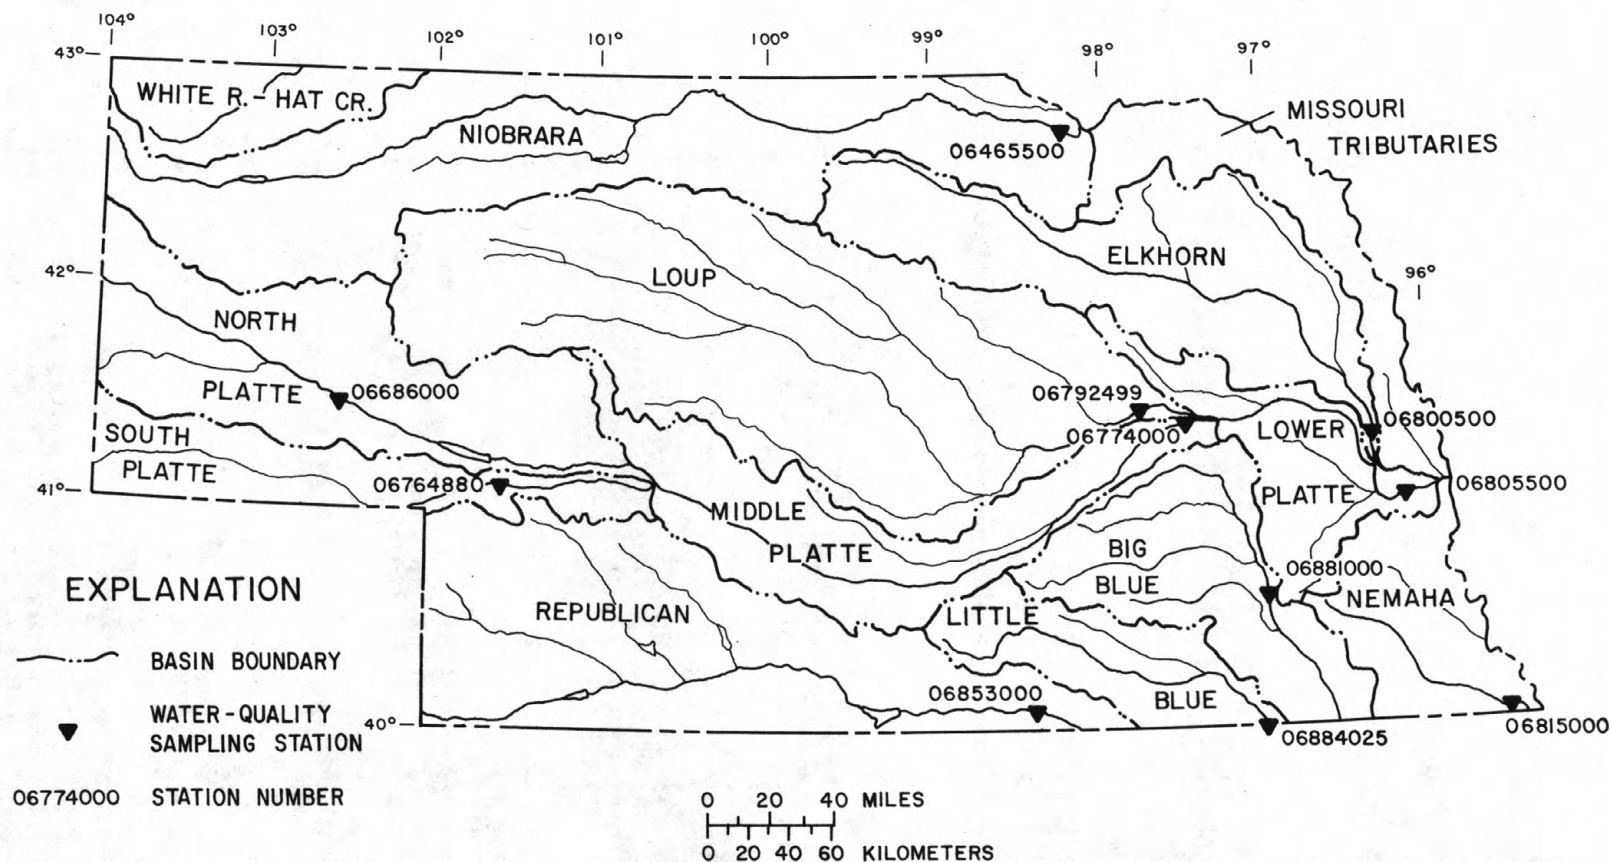 104°
103°
102°
101°
100°
99°
98°
97°
43°
WHITE R.-HAT CR.
NIOBRARA
06465500
MISSOURI
TRIBUTARIES
ELKHORN
96°
42°
LOUP
NORTH
PLATTE
06686000
06792499
06774000
LOWER
06800500
SOUTH
PLATTE
41°
06764880
MIDDLE
PLATTE
PLATTE
06805500
BIG
BLUE
06881000
NEMAHA
REPUBLICAN
LITTLE
BLUE
06853000
40°
06884025
06815000
EXPLANATION
BASIN BOUNDARY
WATER-QUALITY
SAMPLING STATION
06774000 STATION NUMBER
0 20 40 MILES
0 20 40 60 KILOMETERS